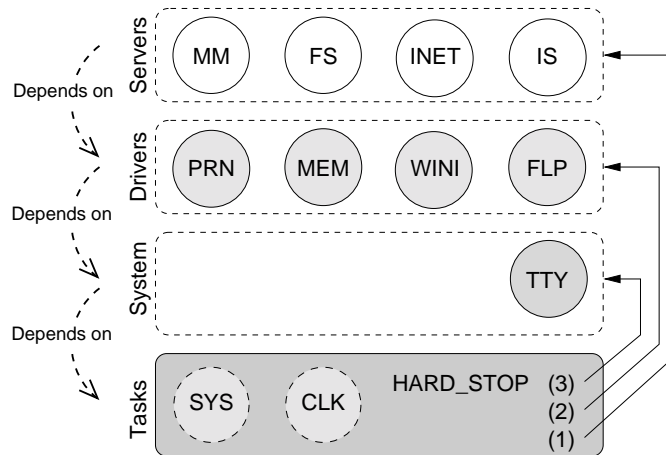 Servers
MM FS INET IS
Depends on
Drivers
PRN MEM WINI FLP
Depends on
System
TTY
Depends on
Tasks
SYS CLK HARD_STOP (3)
(2)
(1)